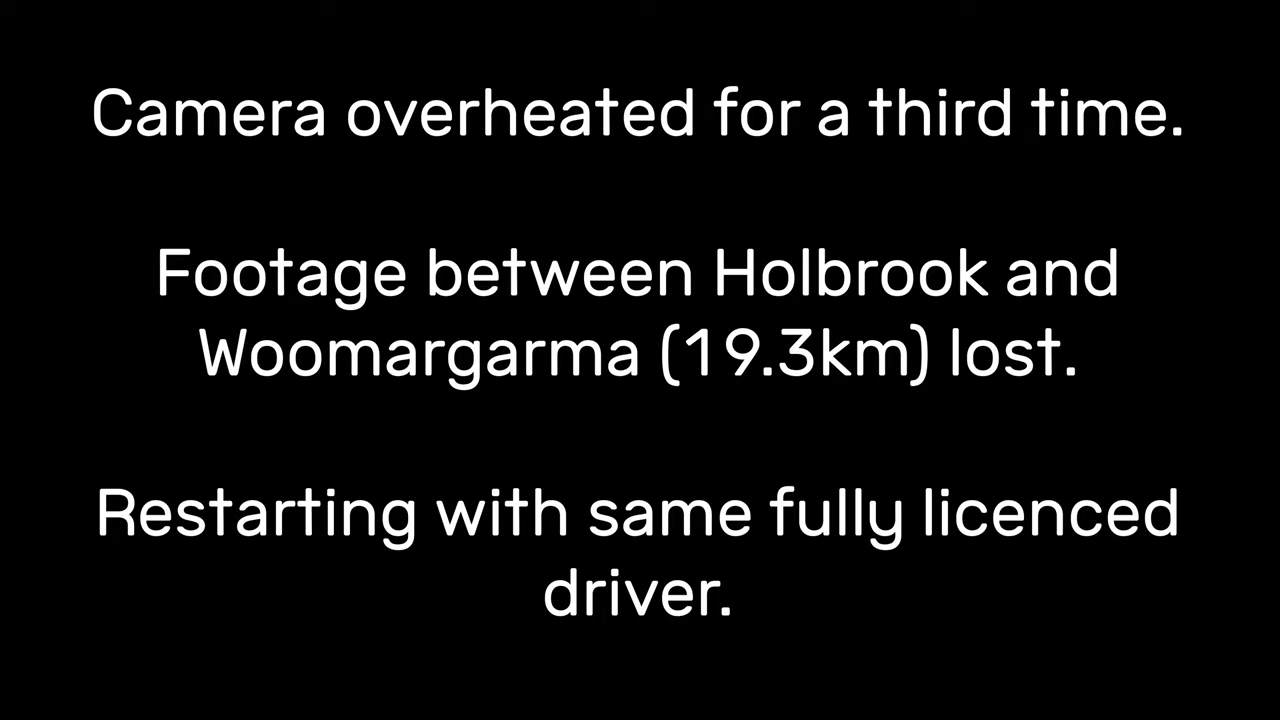 Camera overheated for a third time.
Footage between Holbrook and
Woomargarma (19.3km) lost.
Restarting with same fully licenced
driver.